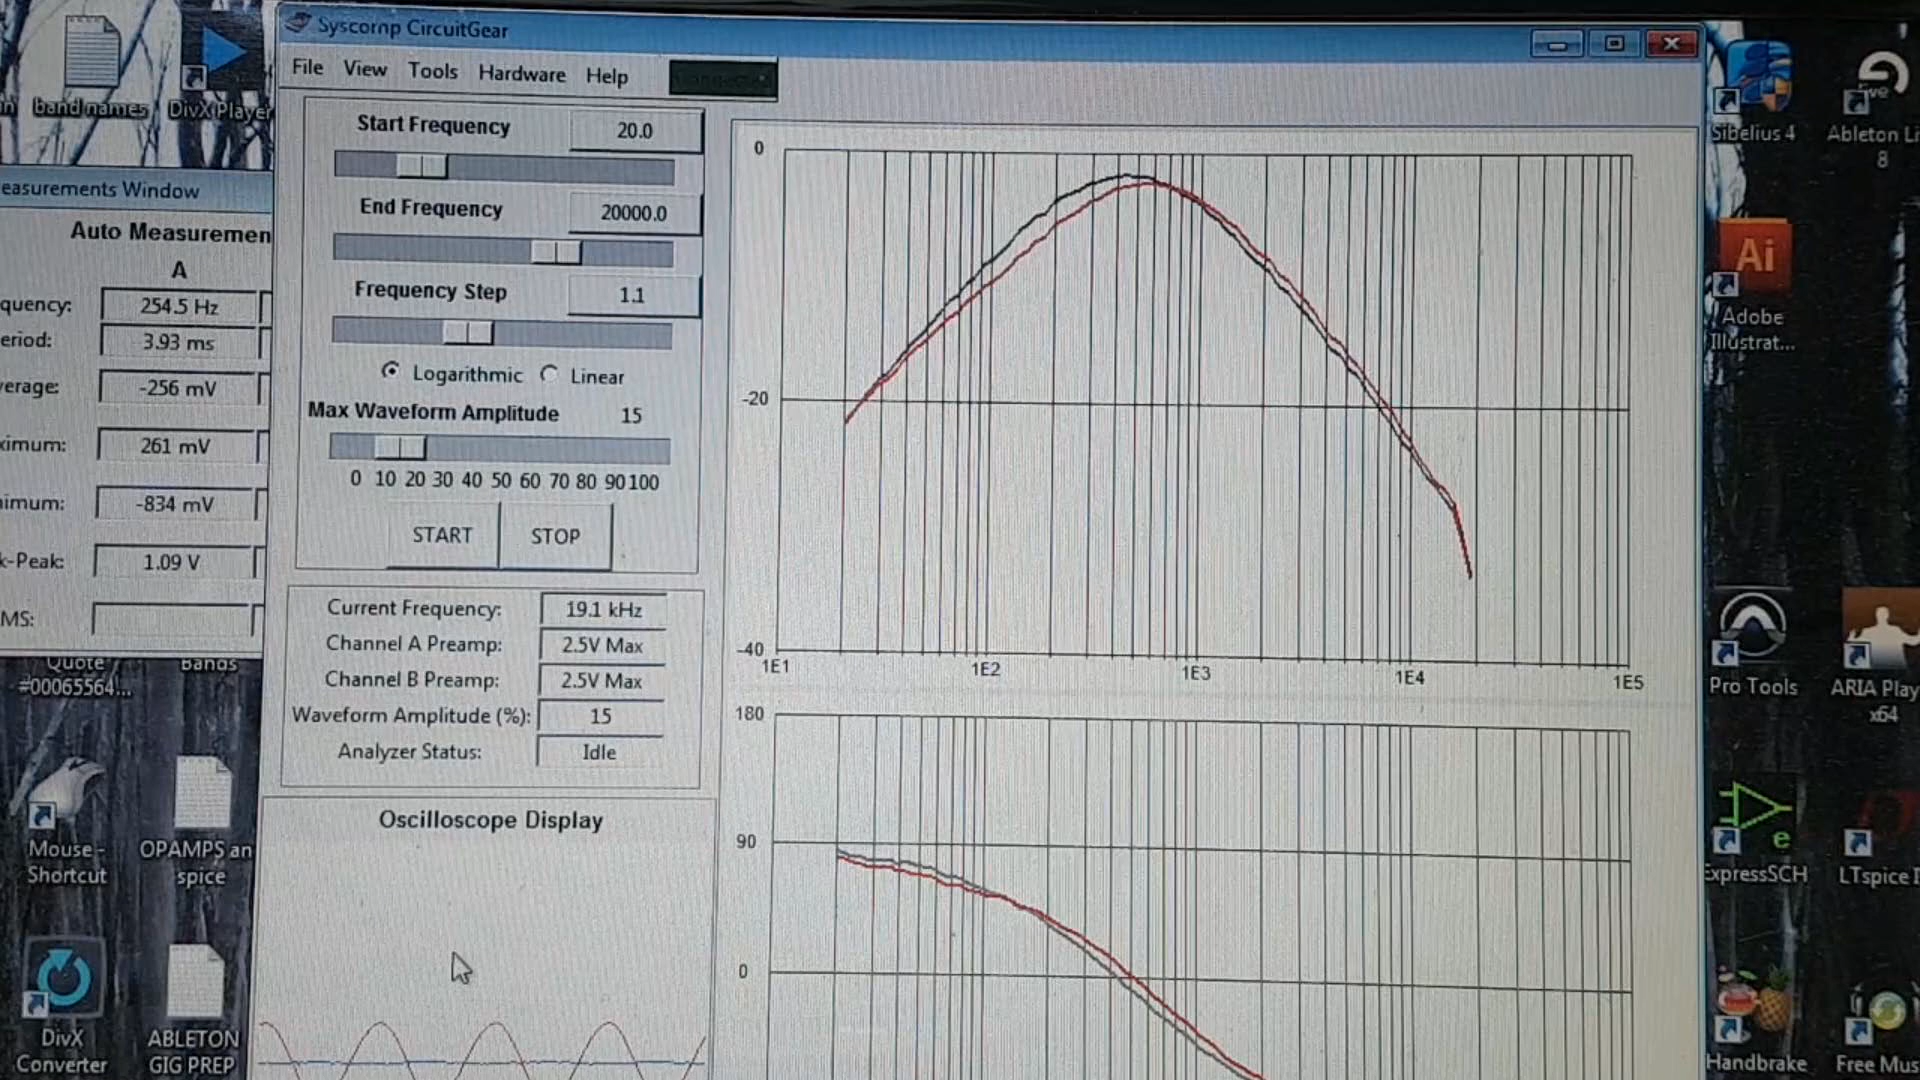 Syscomp CircuitGear
File View Tools Hardware Help
band names
DivX Player
Sibelius 4
Ableton Li
8
Start Frequency 20.0
End Frequency 20000.0
Frequency Step 1.1
Logarithmic Linear
Max Waveform Amplitude 15
0 10 20 30 40 50 60 70 80 90 100
START STOP
Current Frequency: 19.1 kHz
Channel A Preamp: 2.5V Max
Channel B Preamp: 2.5V Max
Waveform Amplitude (%): 15
Analyzer Status: Idle
Oscilloscope Display
easurements Window
Auto Measuremen
A
quency: 254.5 Hz
eriod: 3.93 ms
verage: -256 mV
ximum: 261 mV
nimum: -834 mV
k-Peak: 1.09 V
MS:
Quote
#00065564...
Bands
Mouse -
Shortcut
OPAMPS an
spice
DivX
Converter
ABLETON
GIG PREP
0
-20
-40
1E1 1E2 1E3 1E4 1E5
180
90
0
Ai
Adobe
Illustrat...
Pro Tools
ARIA Play
x64
e
ExpressSCH
LTspice I
Handbrake
Free Mus